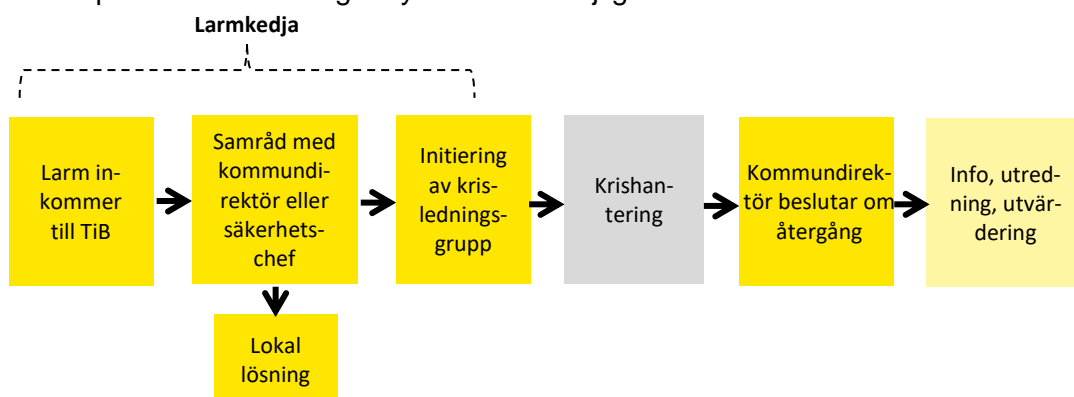 Larmkedja
Larm in-
kommer
till TiB
Samråd med
kommundi-
rektör eller
säkerhets-
chef
Initiering
av kris-
lednings-
grupp
Krishan-
tering
Kommundirek-
tör beslutar om
återgång
Info, utred-
ning, utvär-
dering
Lokal
lösning